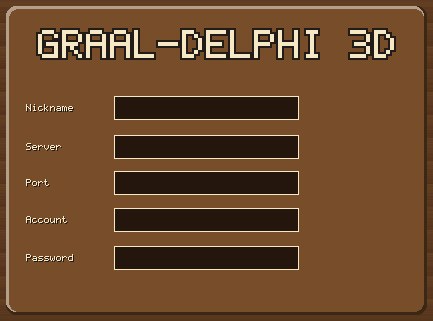 GRAAL-DELPHI 3D
Nickname
Server
Port
Account
Password